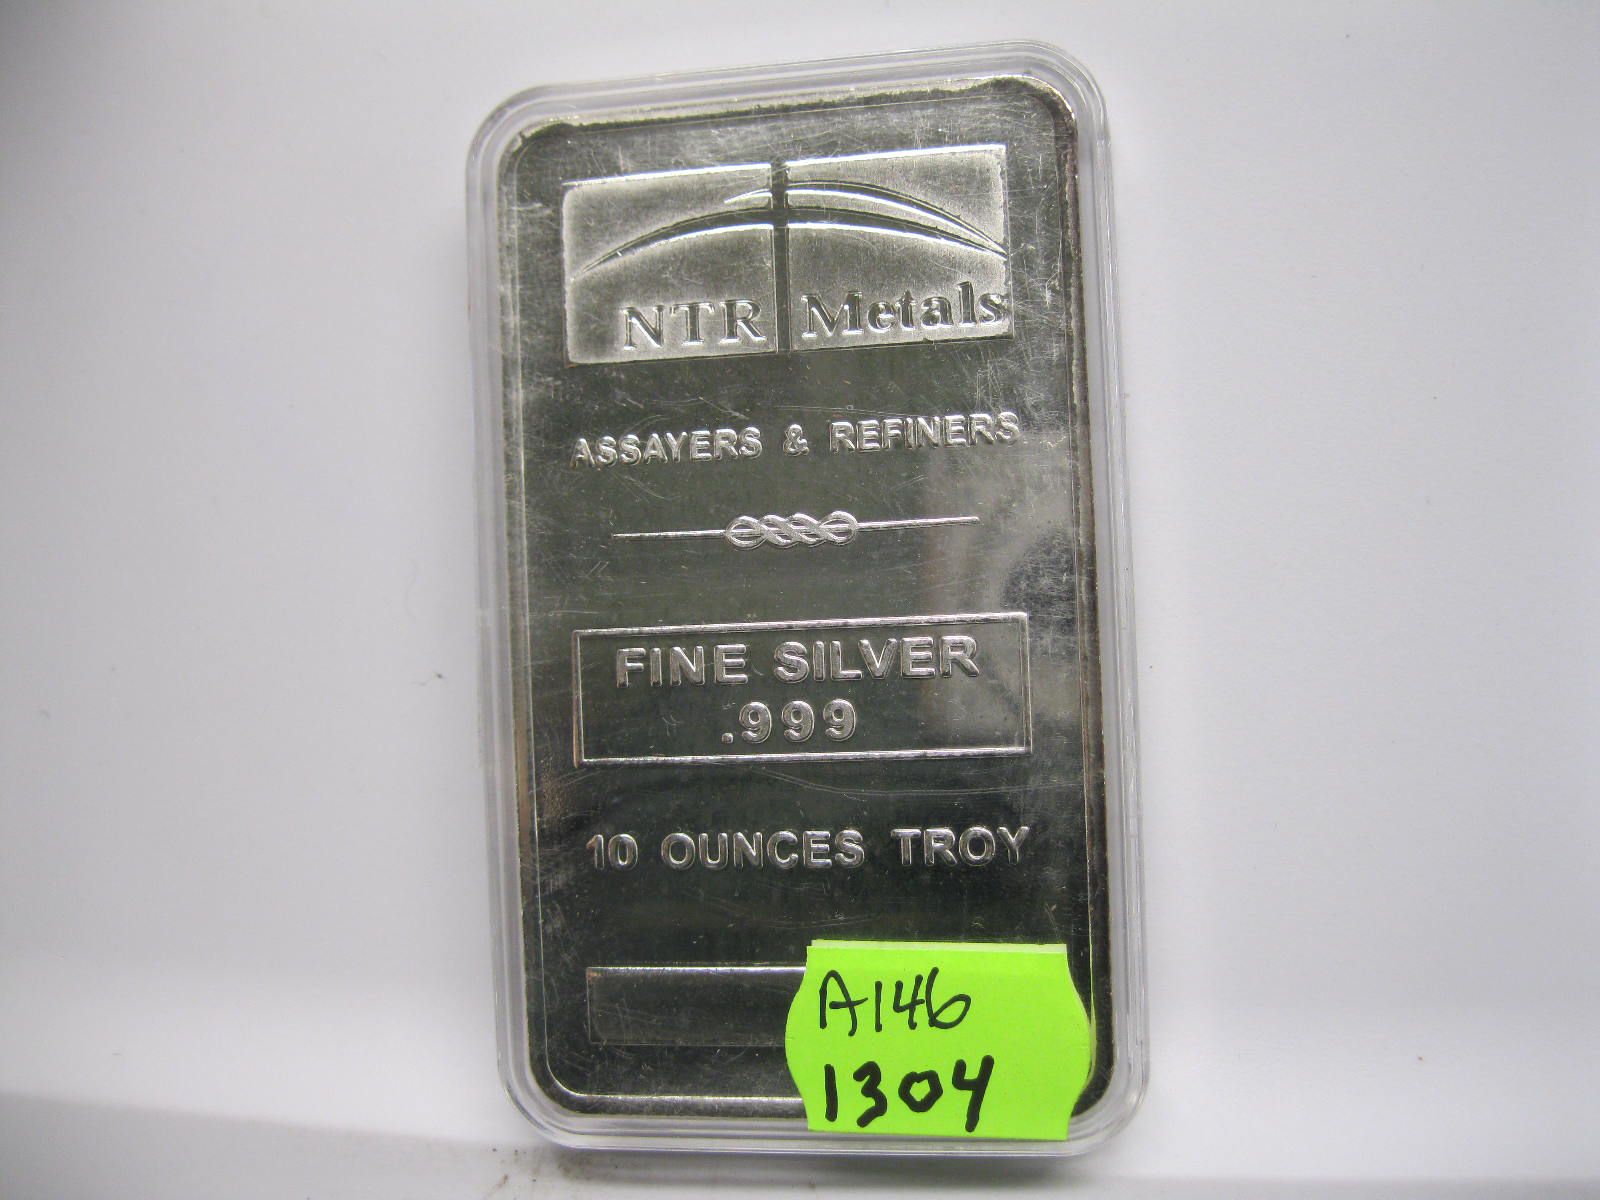 NTR Metals
ASSAYERS & REFINERS
FINE SILVER
.999
10 OUNCES TROY
A146
1304